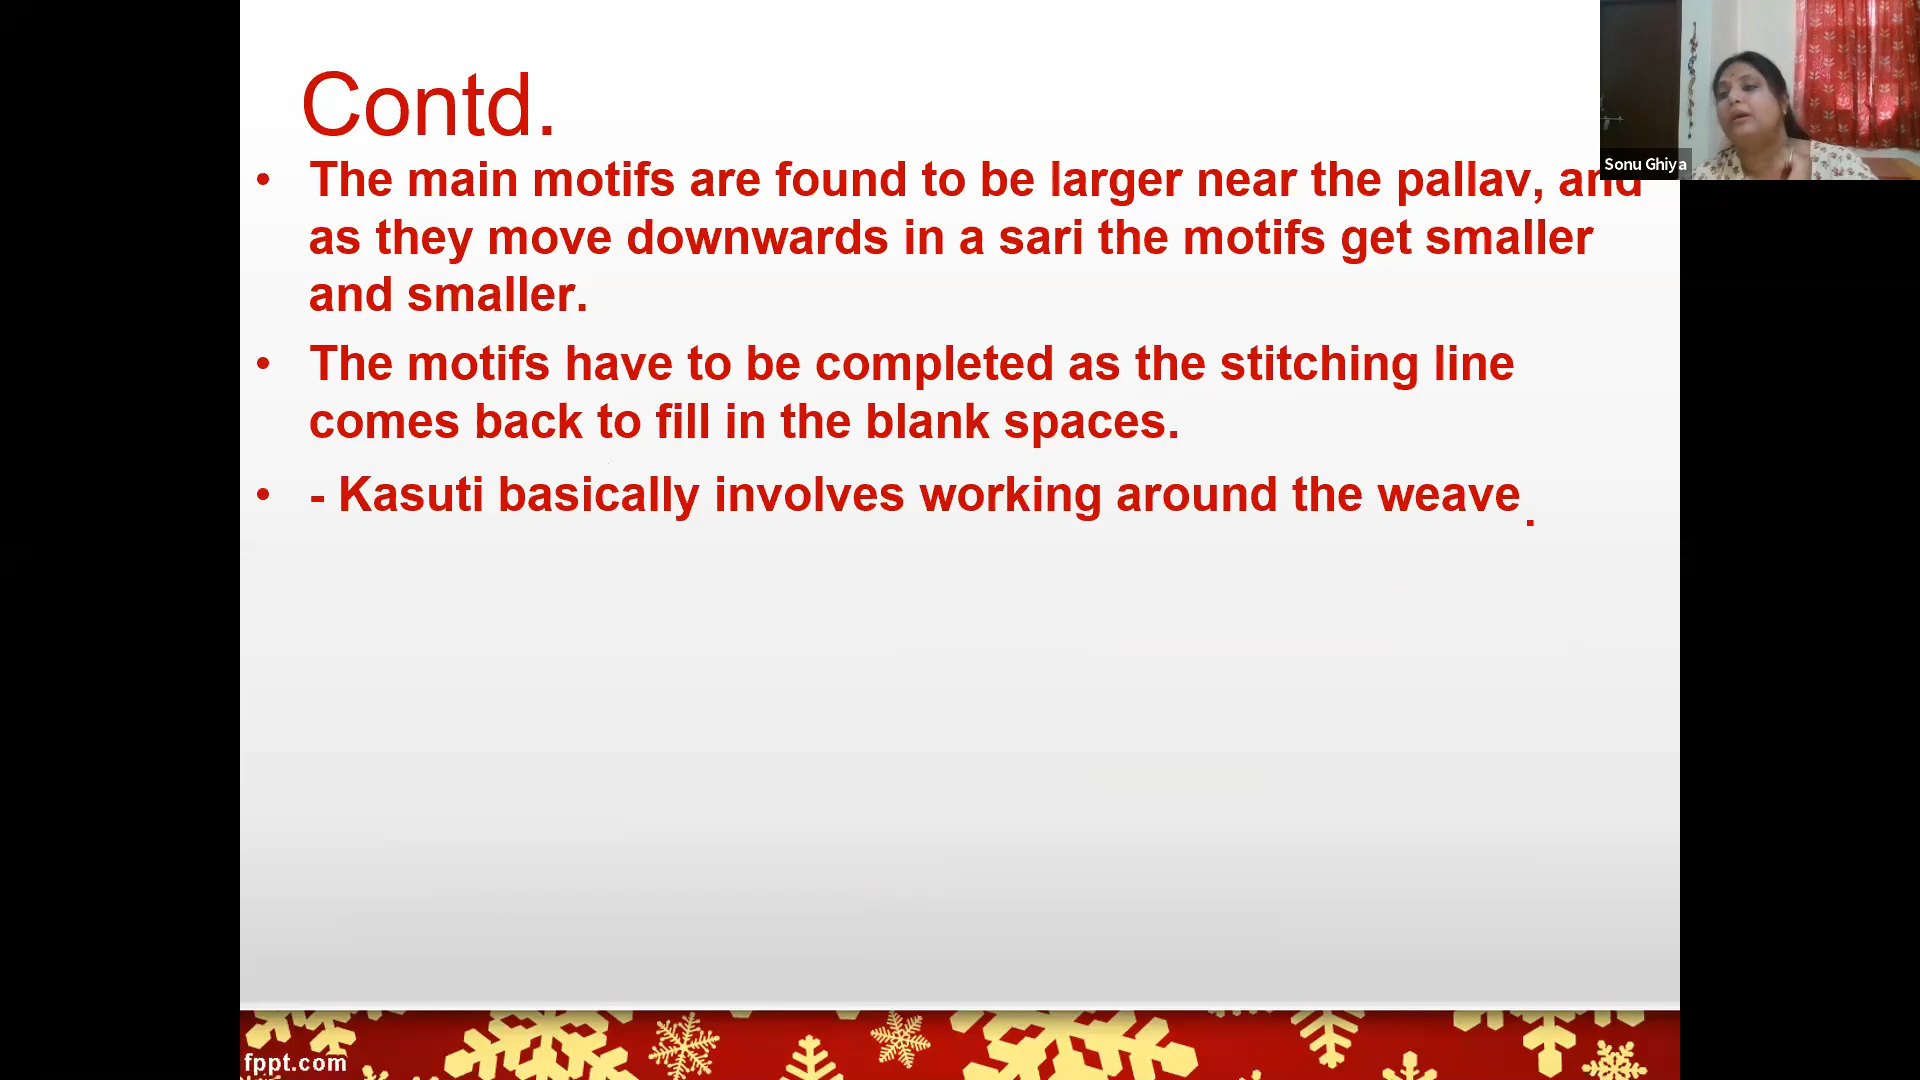 Contd.
• The main motifs are found to be larger near the pallav, and
as they move downwards in a sari the motifs get smaller
and smaller.
• The motifs have to be completed as the stitching line
comes back to fill in the blank spaces.
• - Kasuti basically involves working around the weave.
Sonu Ghiya
fppt.com